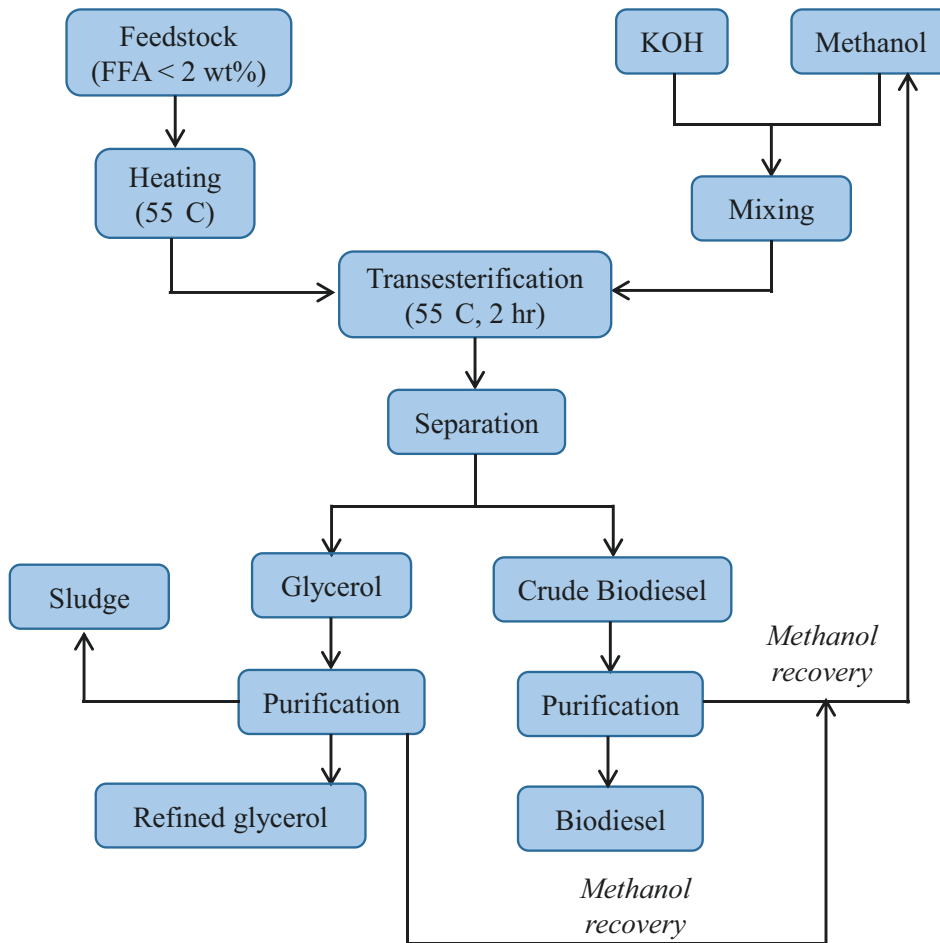 Feedstock
(FFA < 2 wt%)
KOH
Methanol
Heating
(55 C)
Mixing
Transesterification
(55 C, 2 hr)
Separation
Glycerol
Crude Biodiesel
Sludge
Methanol
recovery
Purification
Purification
Refined glycerol
Biodiesel
Methanol
recovery